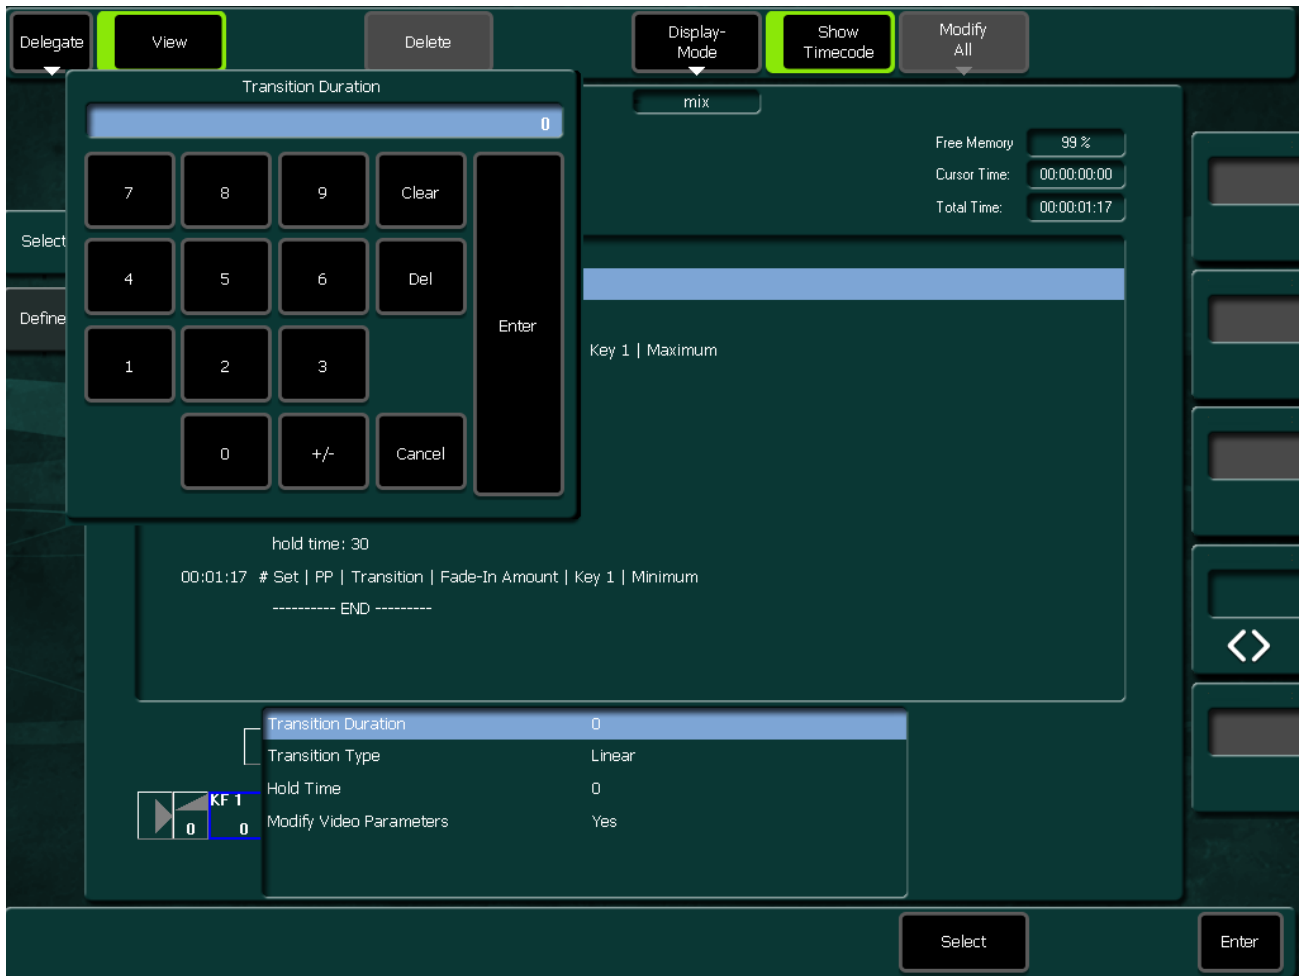 Delegate
View
Delete
Display-
Mode
Show
Timecode
Modify
All
Transition Duration
0
mix
Free Memory 99 %
Cursor Time: 00:00:00:00
Total Time: 00:00:01:17
7 8 9 Clear
4 5 6 Del
1 2 3
Enter
0 +/- Cancel
Select
Define
Key 1 | Maximum
hold time: 30
00:01:17 # Set | PP | Transition | Fade-In Amount | Key 1 | Minimum
---------- END ---------
Transition Duration 0
Transition Type Linear
Hold Time 0
Modify Video Parameters Yes
KF 1
0 0
Select
Enter